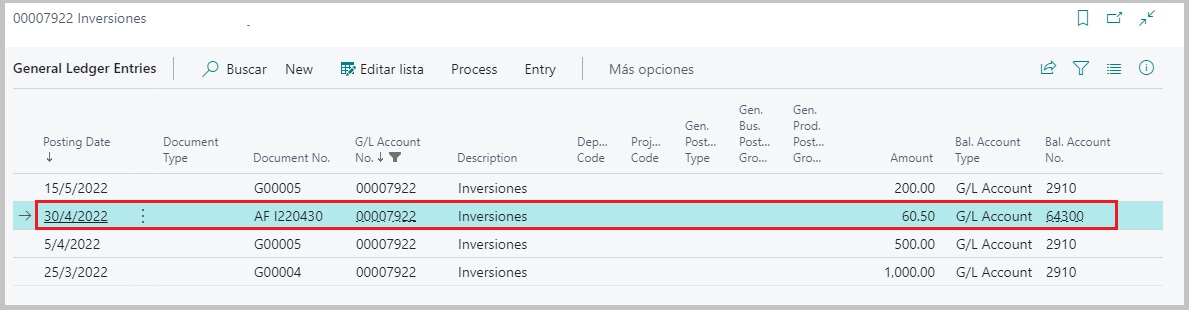 00007922 Inversiones
General Ledger Entries Buscar New Editar lista Process Entry Más opciones
Posting Date Document Type Document No. G/L Account No. Description Dep... Code Proj... Code Gen. Post... Type Gen. Bus. Post... Gro... Gen. Prod. Post... Gro... Amount Bal. Account Type Bal. Account No.
15/5/2022 G00005 00007922 Inversiones 200.00 G/L Account 2910
30/4/2022 AF I220430 00007922 Inversiones 60.50 G/L Account 64300
5/4/2022 G00005 00007922 Inversiones 500.00 G/L Account 2910
25/3/2022 G00004 00007922 Inversiones 1,000.00 G/L Account 2910